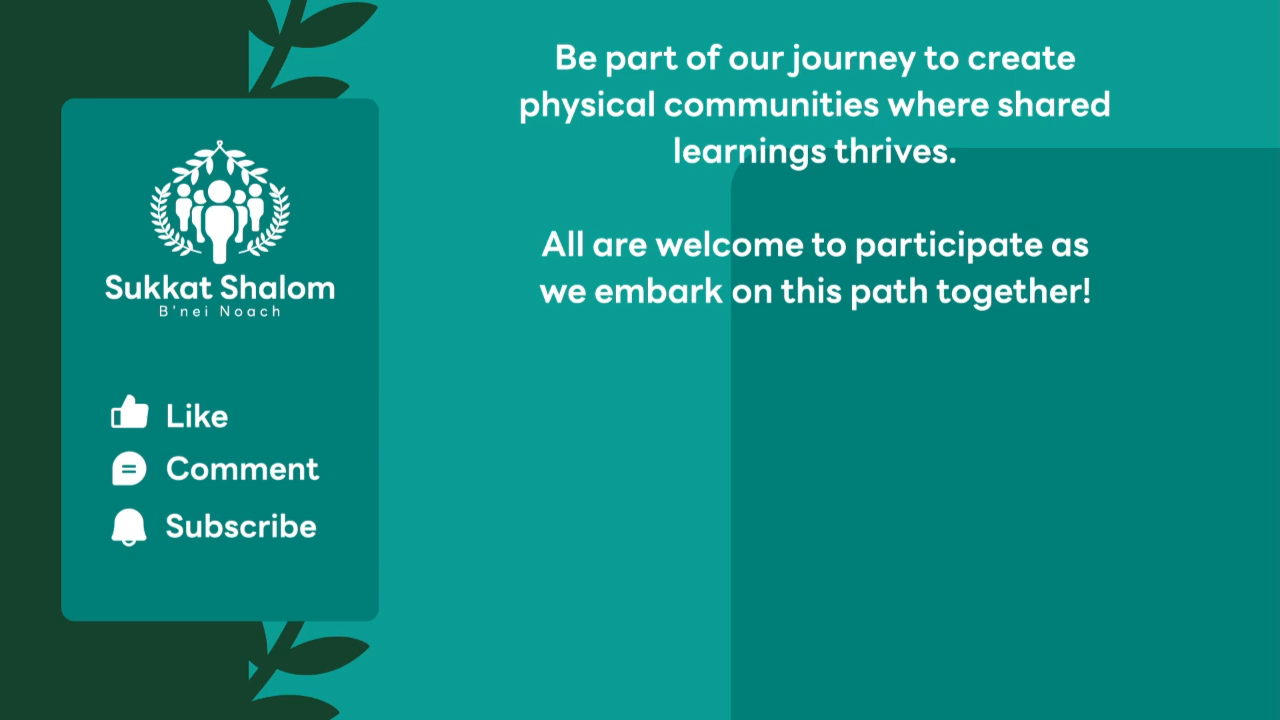 Sukkat Shalom
B'nei Noach
Like
Comment
Subscribe
Be part of our journey to create
physical communities where shared
learnings thrives.
All are welcome to participate as
we embark on this path together!